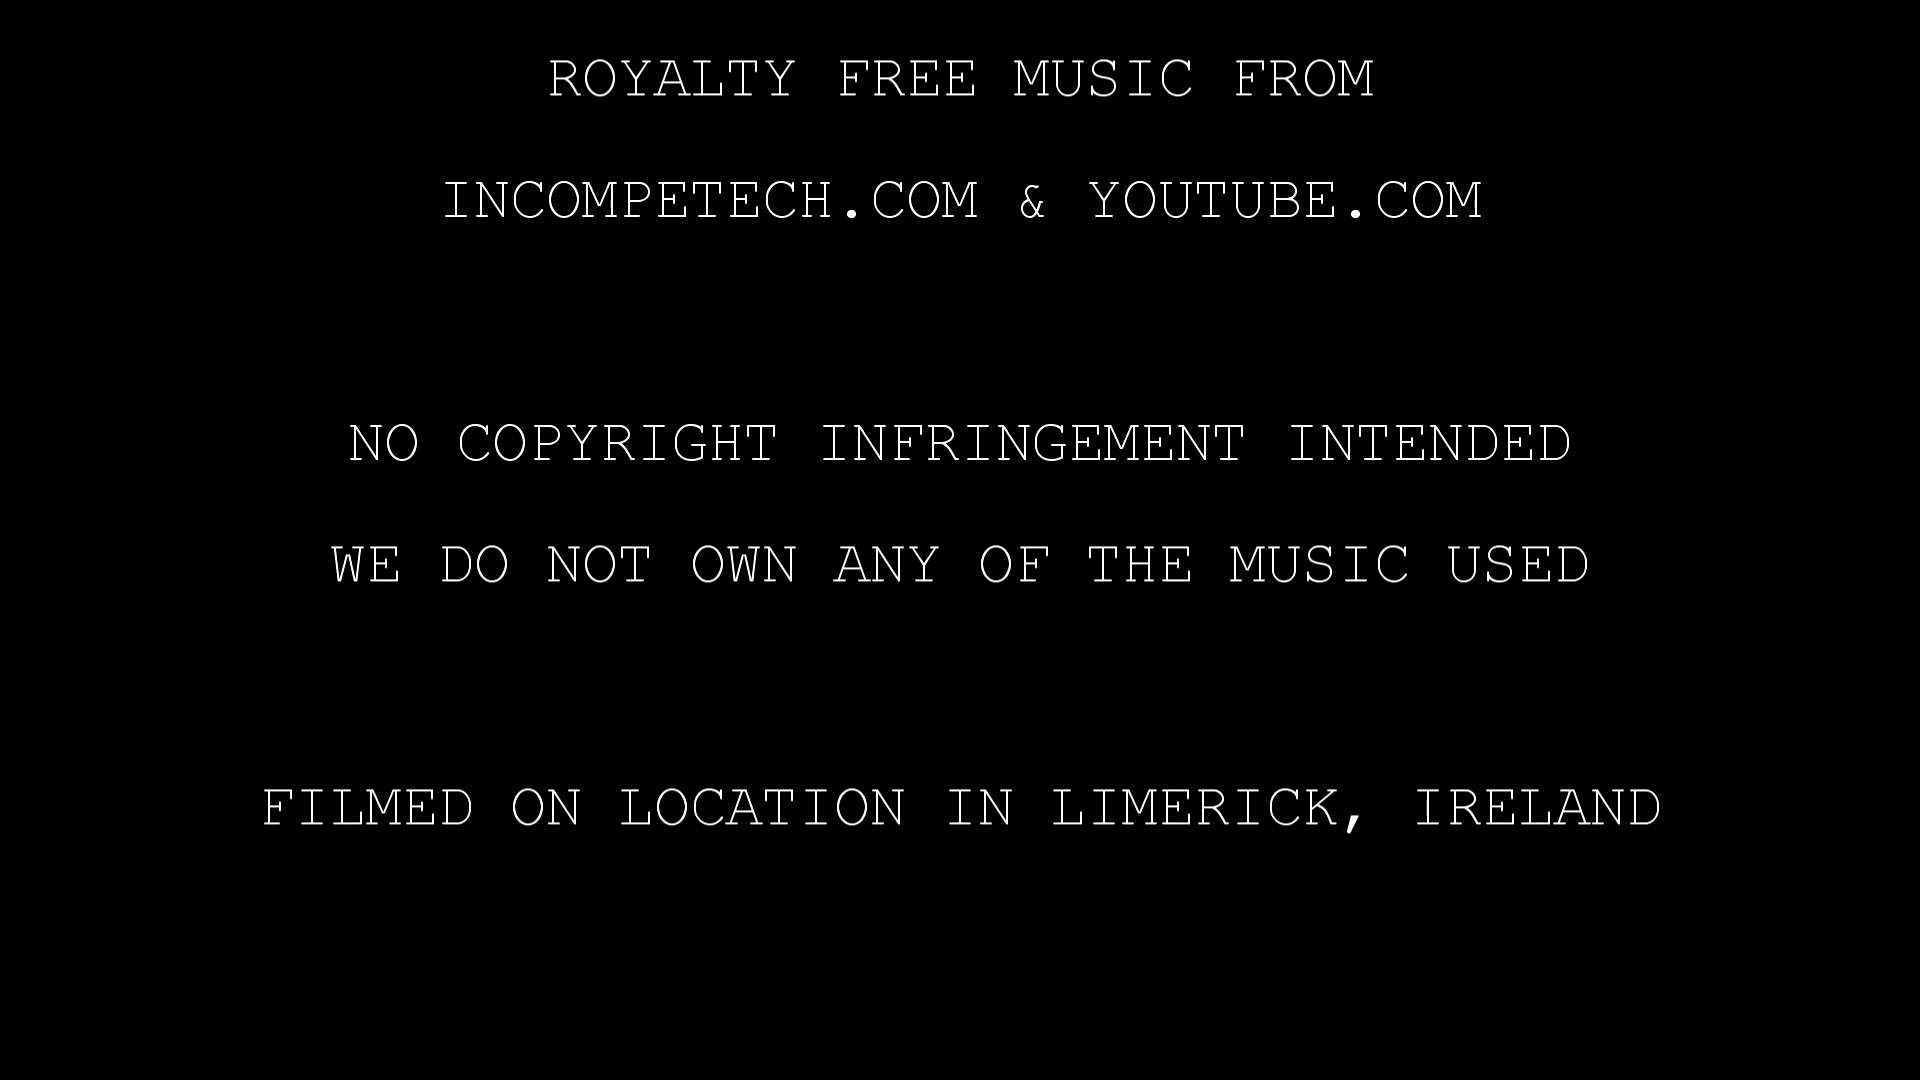 ROYALTY FREE MUSIC FROM
INCOMPETECH.COM & YOUTUBE.COM
NO COPYRIGHT INFRINGEMENT INTENDED
WE DO NOT OWN ANY OF THE MUSIC USED
FILMED ON LOCATION IN LIMERICK, IRELAND